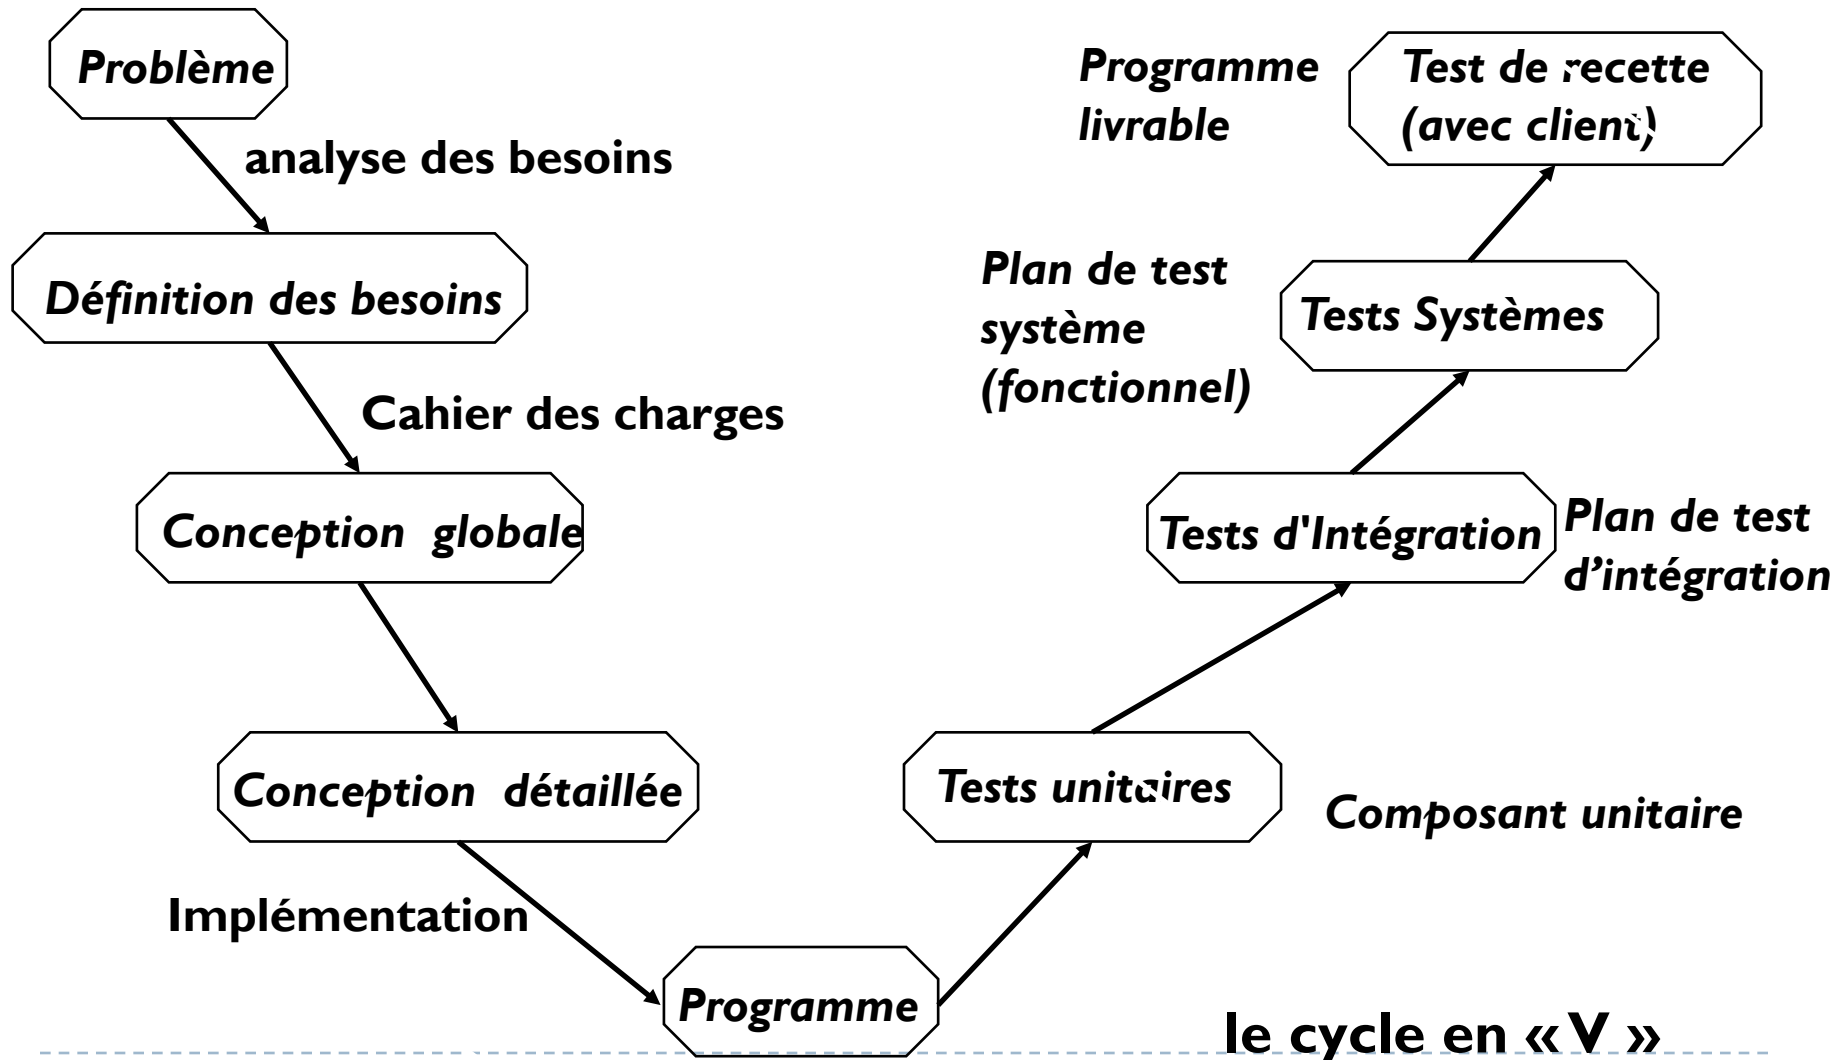 Problème
analyse des besoins
Définition des besoins
Cahier des charges
Conception globale
Conception détaillée
Implémentation
Programme
Tests unitaires
Composant unitaire
Tests d'Intégration
Plan de test
d’intégration
Tests Systèmes
Plan de test
système
(fonctionnel)
Test de recette
(avec client)
Programme
livrable
le cycle en « V »